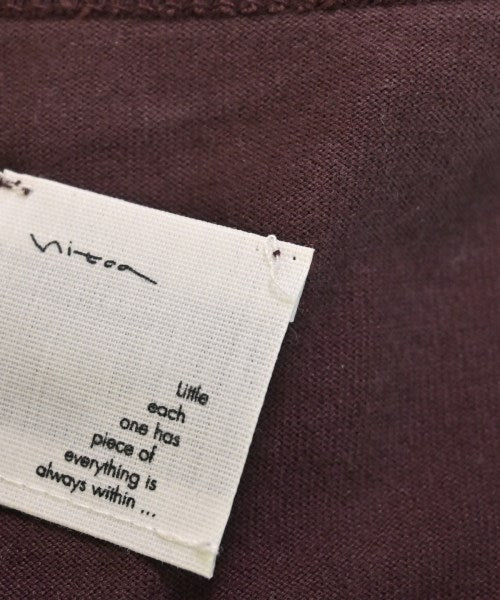 nitca
Little
each
one has
piece of
everything is
always within ...